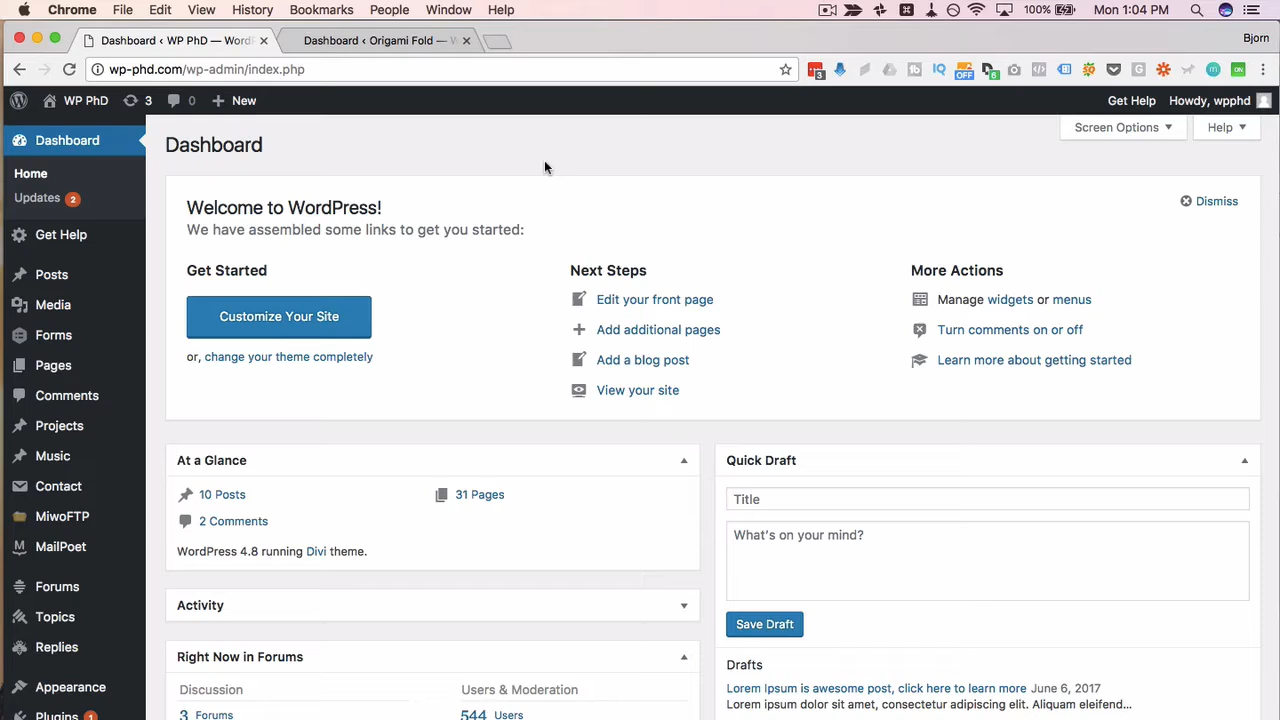 Chrome File Edit View History Bookmarks People Window Help 100% Mon 1:04 PM
Dashboard ‹ WP PhD — WordP Dashboard ‹ Origami Fold — Bjorn
wp-phd.com/wp-admin/index.php 3 OFF 6 ON
WP PhD 3 0 New Get Help Howdy, wpphd
Dashboard
Home
Updates 2
Get Help
Posts
Media
Forms
Pages
Comments
Projects
Music
Contact
MiwoFTP
MailPoet
Forums
Topics
Replies
Appearance
Plugins 1
Screen Options Help
Dashboard
Welcome to WordPress!
We have assembled some links to get you started:
Dismiss
Get Started
Customize Your Site
or, change your theme completely
Next Steps
Edit your front page
Add additional pages
Add a blog post
View your site
More Actions
Manage widgets or menus
Turn comments on or off
Learn more about getting started
At a Glance
10 Posts 31 Pages
2 Comments
WordPress 4.8 running Divi theme.
Activity
Right Now in Forums
Discussion Users & Moderation
3 Forums 544 Users
Quick Draft
Title
What's on your mind?
Save Draft
Drafts
Lorem Ipsum is awesome post, click here to learn more June 6, 2017
Lorem ipsum dolor sit amet, consectetur adipiscing elit. Aliquam eleifend...